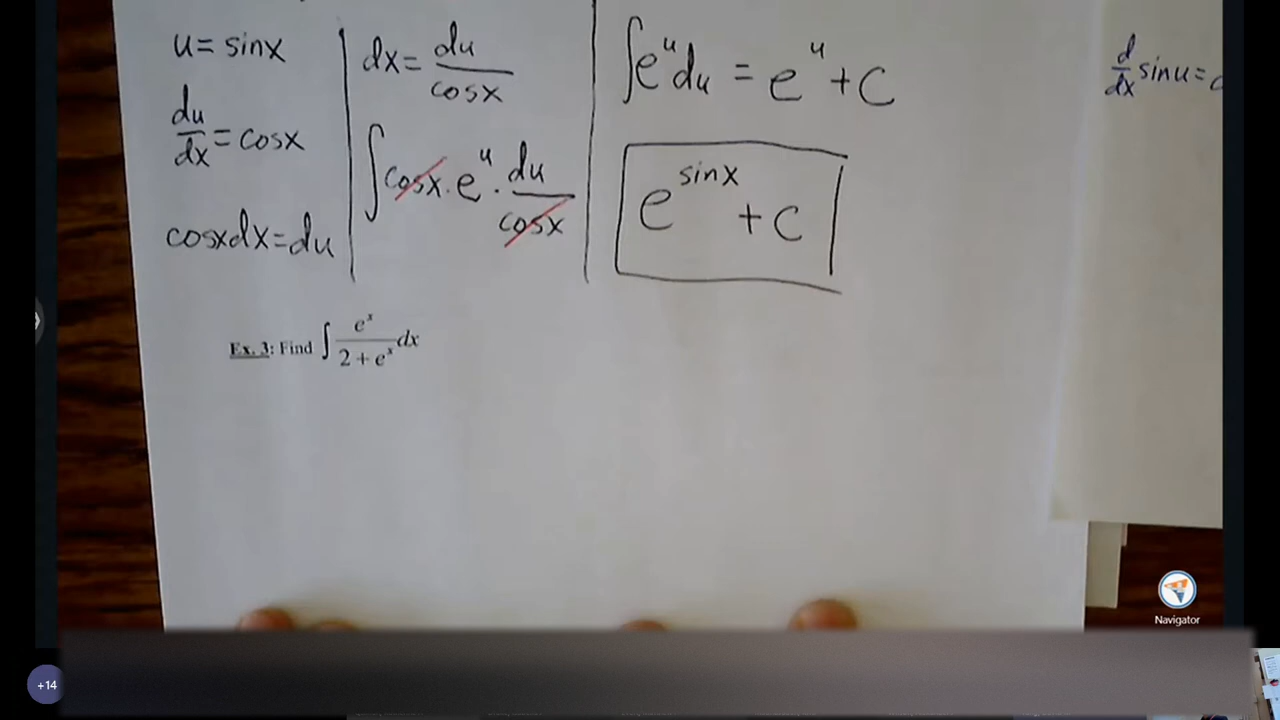 u = sinx
du/dx = cosx
cosxdx = du
dx = du/cosx
∫cosx · e^u · du/cosx
∫e^u du = e^u + C
e^sinx + C
d/dx sinu =
Ex. 3: Find ∫ e^x/(2 + e^x) dx
Navigator
+14